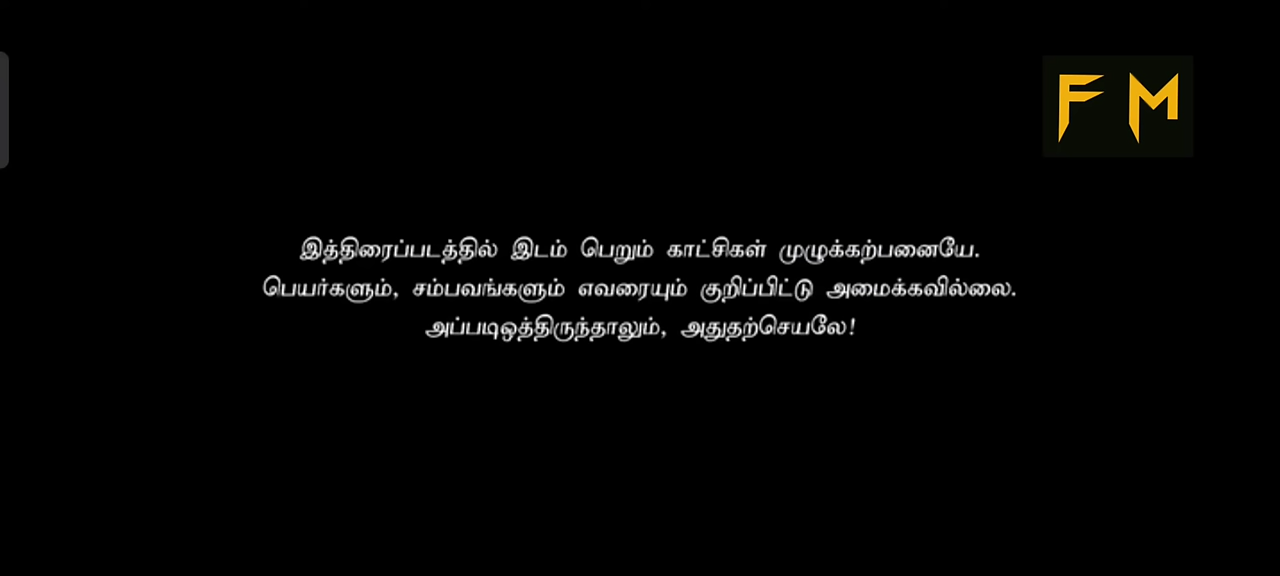 F M
இத்திரைப்படத்தில் இடம் பெறும் காட்சிகள் முழுக்கற்பனையே.
பெயர்களும், சம்பவங்களும் எவரையும் குறிப்பிட்டு அமைக்கவில்லை.
அப்படிஒத்திருந்தாலும், அதுதற்செயலே!